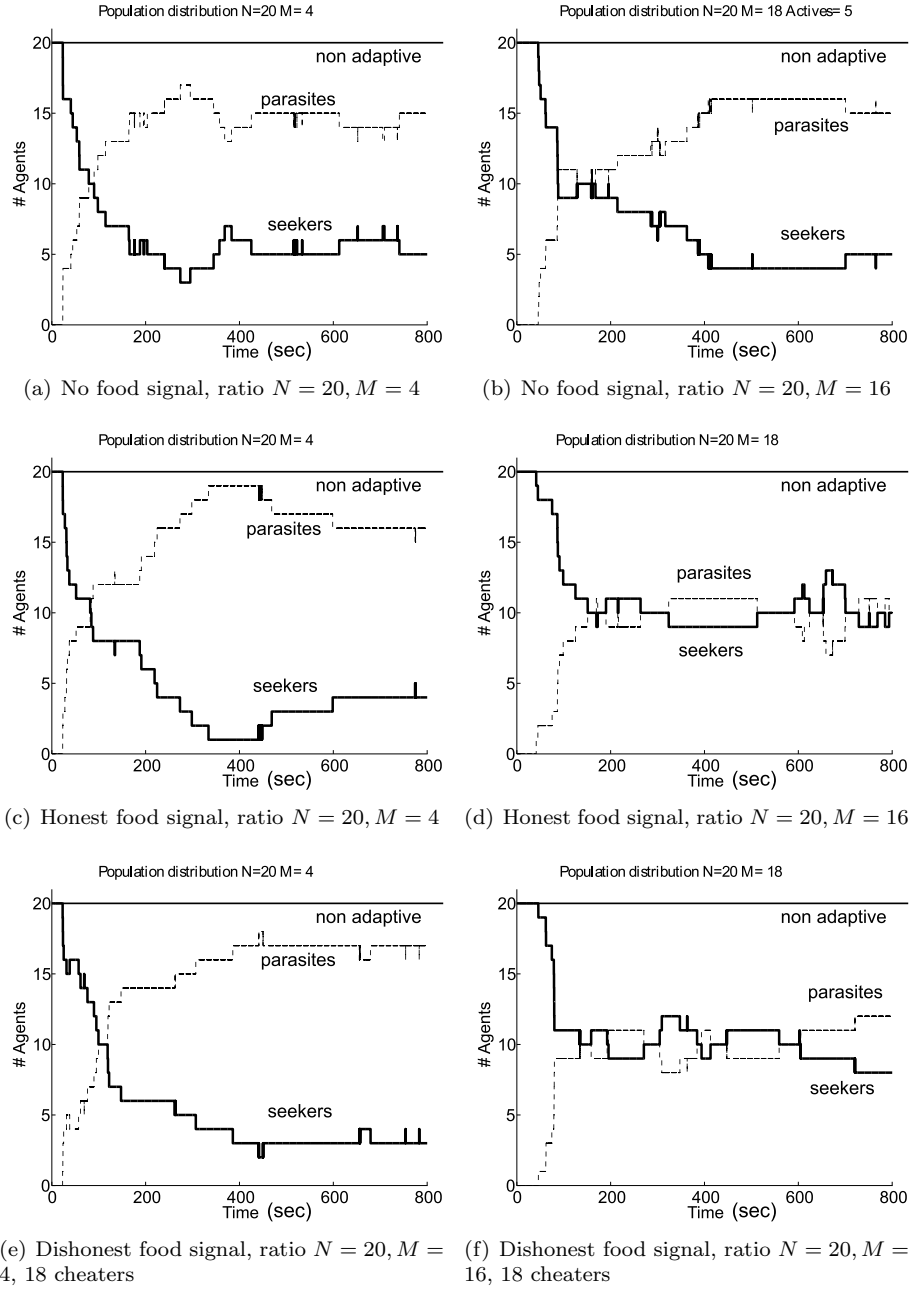 Population distribution N=20 M= 4
20
non adaptive
parasites
15
# Agents
10
seekers
5
0
0 200 400 600 800
Time (sec)
(a) No food signal, ratio N = 20, M = 4
Population distribution N=20 M= 18 Actives= 5
20
non adaptive
15
parasites
# Agents
10
seekers
5
0
0 200 400 600 800
Time (sec)
(b) No food signal, ratio N = 20, M = 16
Population distribution N=20 M= 4
20
non adaptive
parasites
15
# Agents
10
seekers
5
0
0 200 400 600 800
Time (sec)
(c) Honest food signal, ratio N = 20, M = 4
Population distribution N=20 M= 18
20
non adaptive
15
parasites
# Agents
10
seekers
5
0
0 200 400 600 800
Time (sec)
(d) Honest food signal, ratio N = 20, M = 16
Population distribution N=20 M= 4
20
non adaptive
parasites
15
# Agents
10
seekers
5
0
0 200 400 600 800
Time (sec)
(e) Dishonest food signal, ratio N = 20, M =
4, 18 cheaters
Population distribution N=20 M= 18
20
non adaptive
15
parasites
# Agents
10
seekers
5
0
0 200 400 600 800
Time (sec)
(f) Dishonest food signal, ratio N = 20, M =
16, 18 cheaters